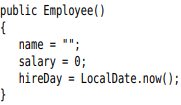 public Employee()
{
   name = "";
   salary = 0;
   hireDay = LocalDate.now();
}